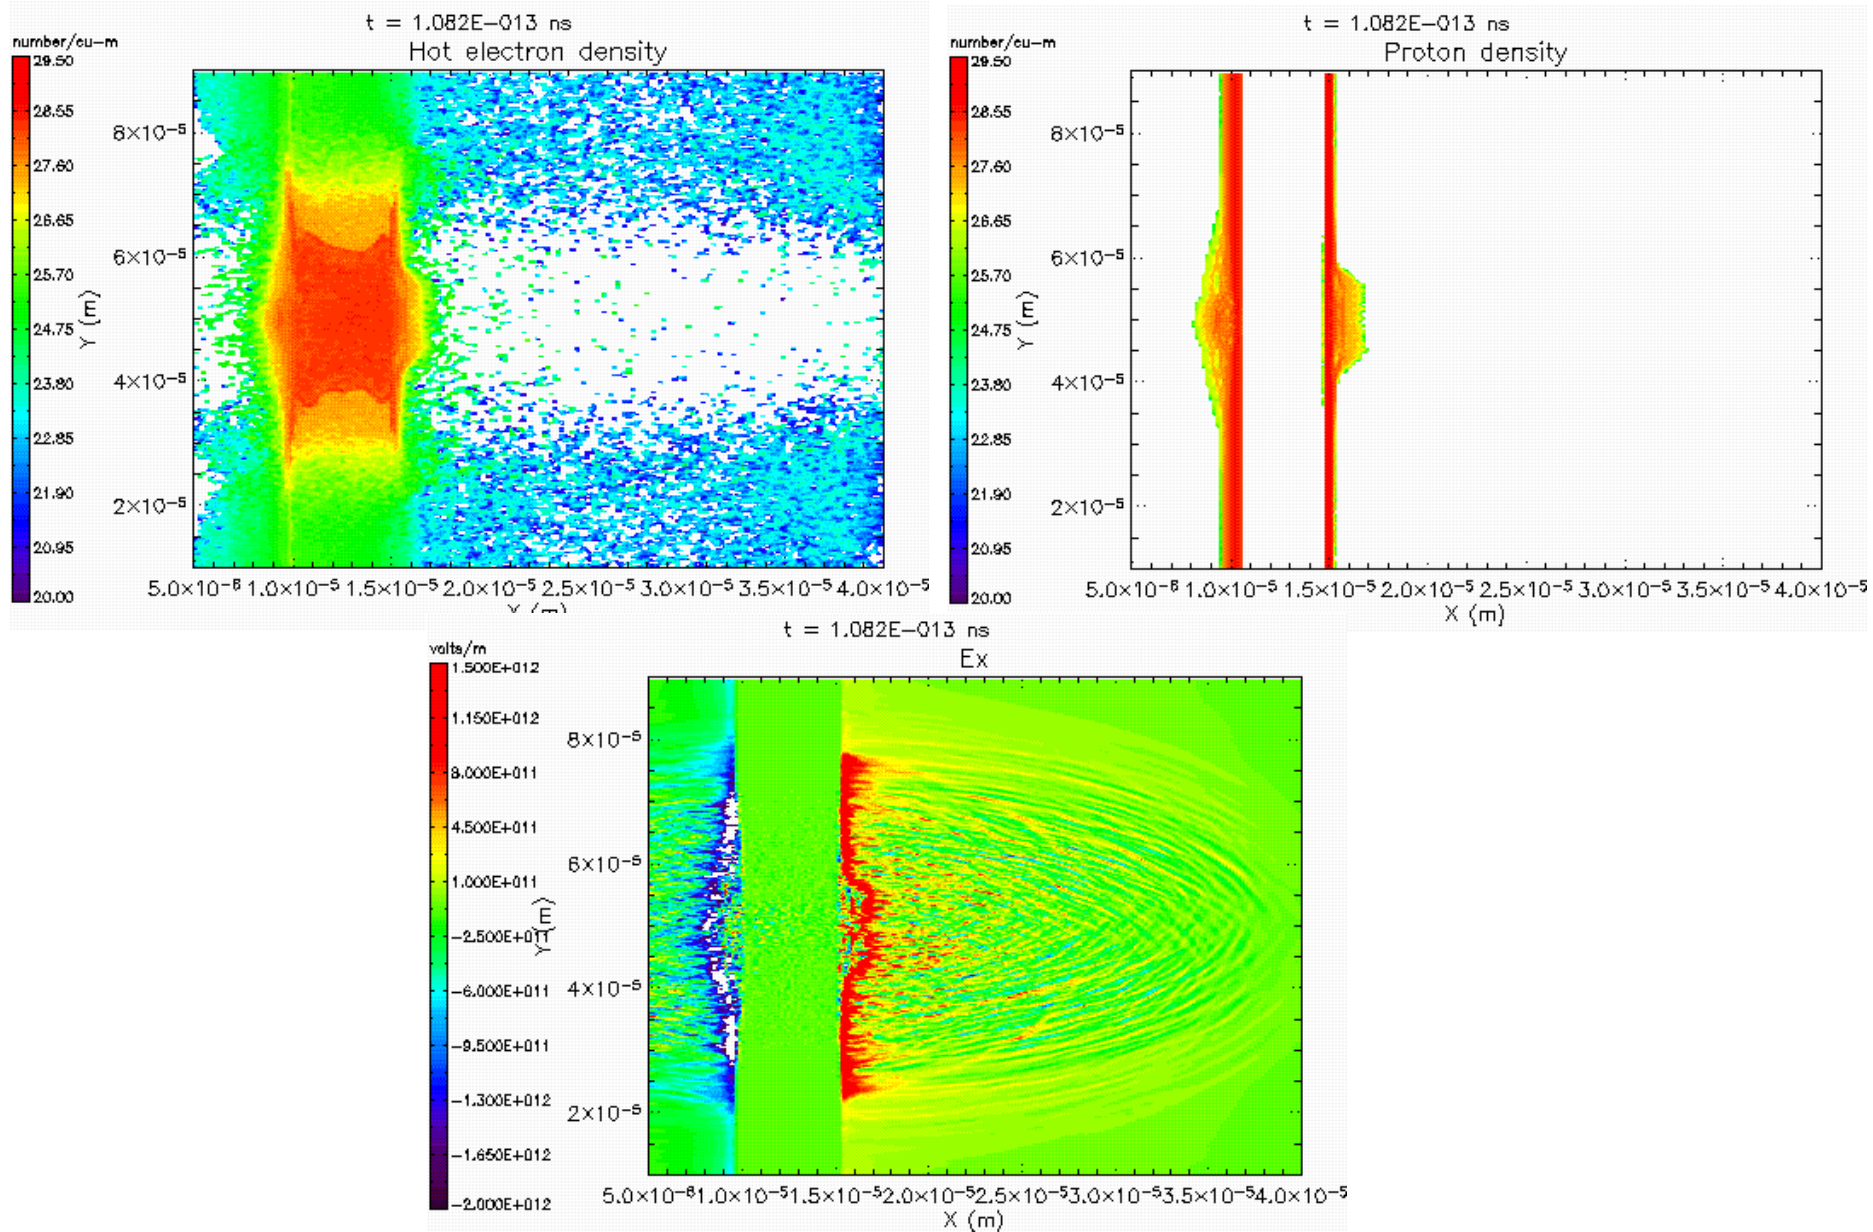 t = 1.082E-013 ns
Hot electron density
number/cu-m
29.50
28.55
27.60
26.65
25.70
24.75
23.80
22.85
21.90
20.95
20.00
Y (m)
8×10-5
6×10-5
4×10-5
2×10-5
5.0×10-6 1.0×10-5 1.5×10-5 2.0×10-5 2.5×10-5 3.0×10-5 3.5×10-5 4.0×10-5
X (m)
t = 1.082E-013 ns
Proton density
number/cu-m
29.50
28.55
27.60
26.65
25.70
24.75
23.80
22.85
21.90
20.95
20.00
Y (m)
8×10-5
6×10-5
4×10-5
2×10-5
5.0×10-6 1.0×10-5 1.5×10-5 2.0×10-5 2.5×10-5 3.0×10-5 3.5×10-5 4.0×10-5
X (m)
t = 1.082E-013 ns
Ex
volts/m
1.500E+012
1.150E+012
8.000E+011
4.500E+011
1.000E+011
-2.500E+011
-6.000E+011
-9.500E+011
-1.300E+012
-1.650E+012
-2.000E+012
Y (m)
8×10-5
6×10-5
4×10-5
2×10-5
5.0×10-6 1.0×10-5 1.5×10-5 2.0×10-5 2.5×10-5 3.0×10-5 3.5×10-5 4.0×10-5
X (m)